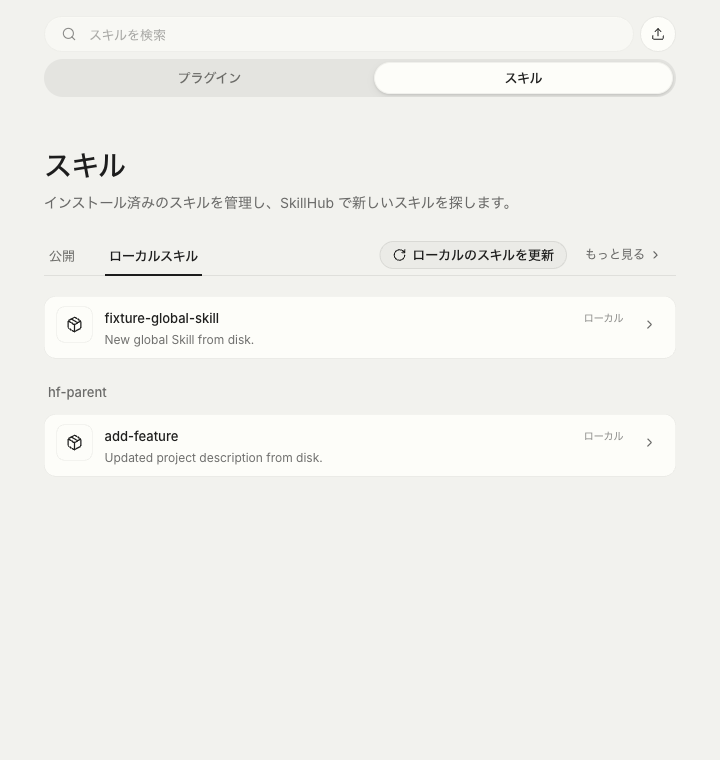 スキルを検索
プラグイン
スキル
スキル
インストール済みのスキルを管理し、SkillHub で新しいスキルを探します。
公開
ローカルスキル
ローカルのスキルを更新
もっと見る
fixture-global-skill
ローカル
New global Skill from disk.
hf-parent
add-feature
ローカル
Updated project description from disk.